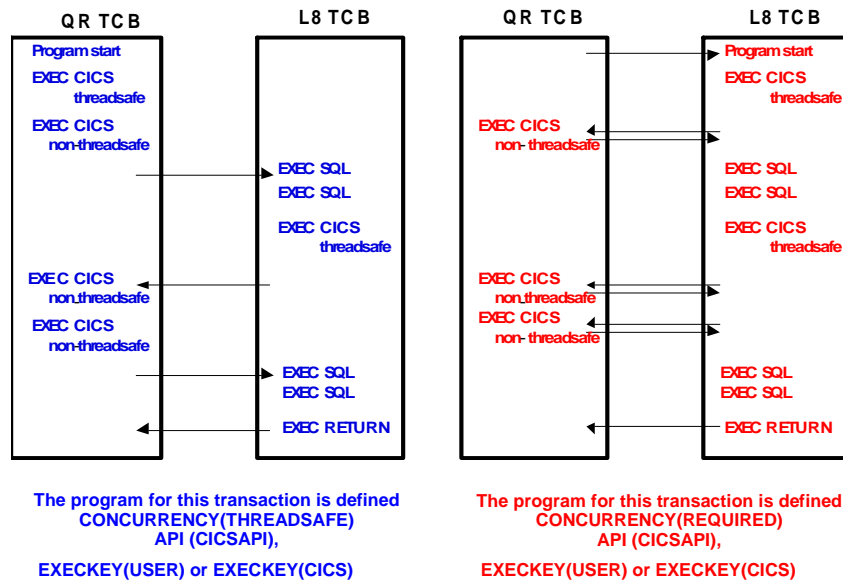 QR TCB
L8 TCB
Program start
EXEC CICS
threadsafe
EXEC CICS
non-threadsafe
EXEC SQL
EXEC SQL
EXEC CICS
threadsafe
EXEC CICS
non_threadsafe
EXEC CICS
non-threadsafe
EXEC SQL
EXEC SQL
EXEC RETURN
The program for this transaction is defined
CONCURRENCY(THREADSAFE)
API (CICSAPI),
EXECKEY(USER) or EXECKEY(CICS)
QR TCB
L8 TCB
Program start
EXEC CICS
threadsafe
EXEC CICS
non- threadsafe
EXEC SQL
EXEC SQL
EXEC CICS
threadsafe
EXEC CICS
non_threadsafe
EXEC CICS
non- threadsafe
EXEC SQL
EXEC SQL
EXEC RETURN
The program for this transaction is defined
CONCURRENCY(REQUIRED)
API (CICSAPI),
EXECKEY(USER) or EXECKEY(CICS)